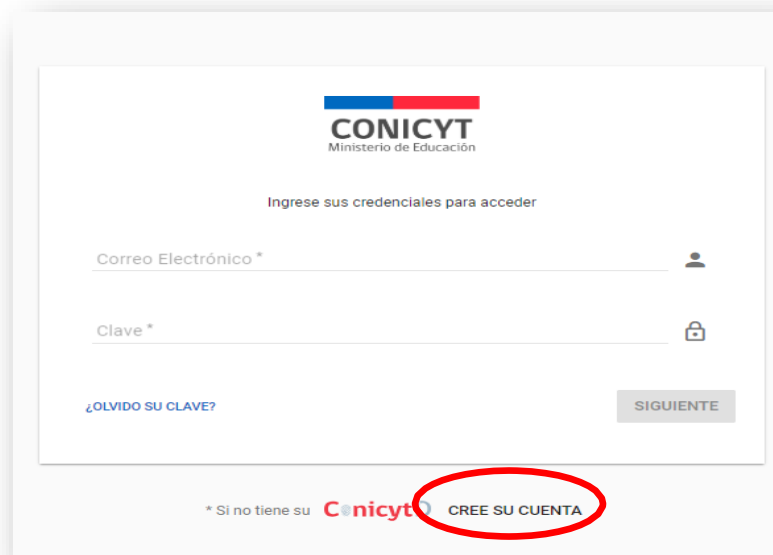 CONICYT
Ministerio de Educación
Ingrese sus credenciales para acceder
Correo Electrónico *
Clave *
¿OLVIDO SU CLAVE?
SIGUIENTE
* Si no tiene su ConicytID CREE SU CUENTA